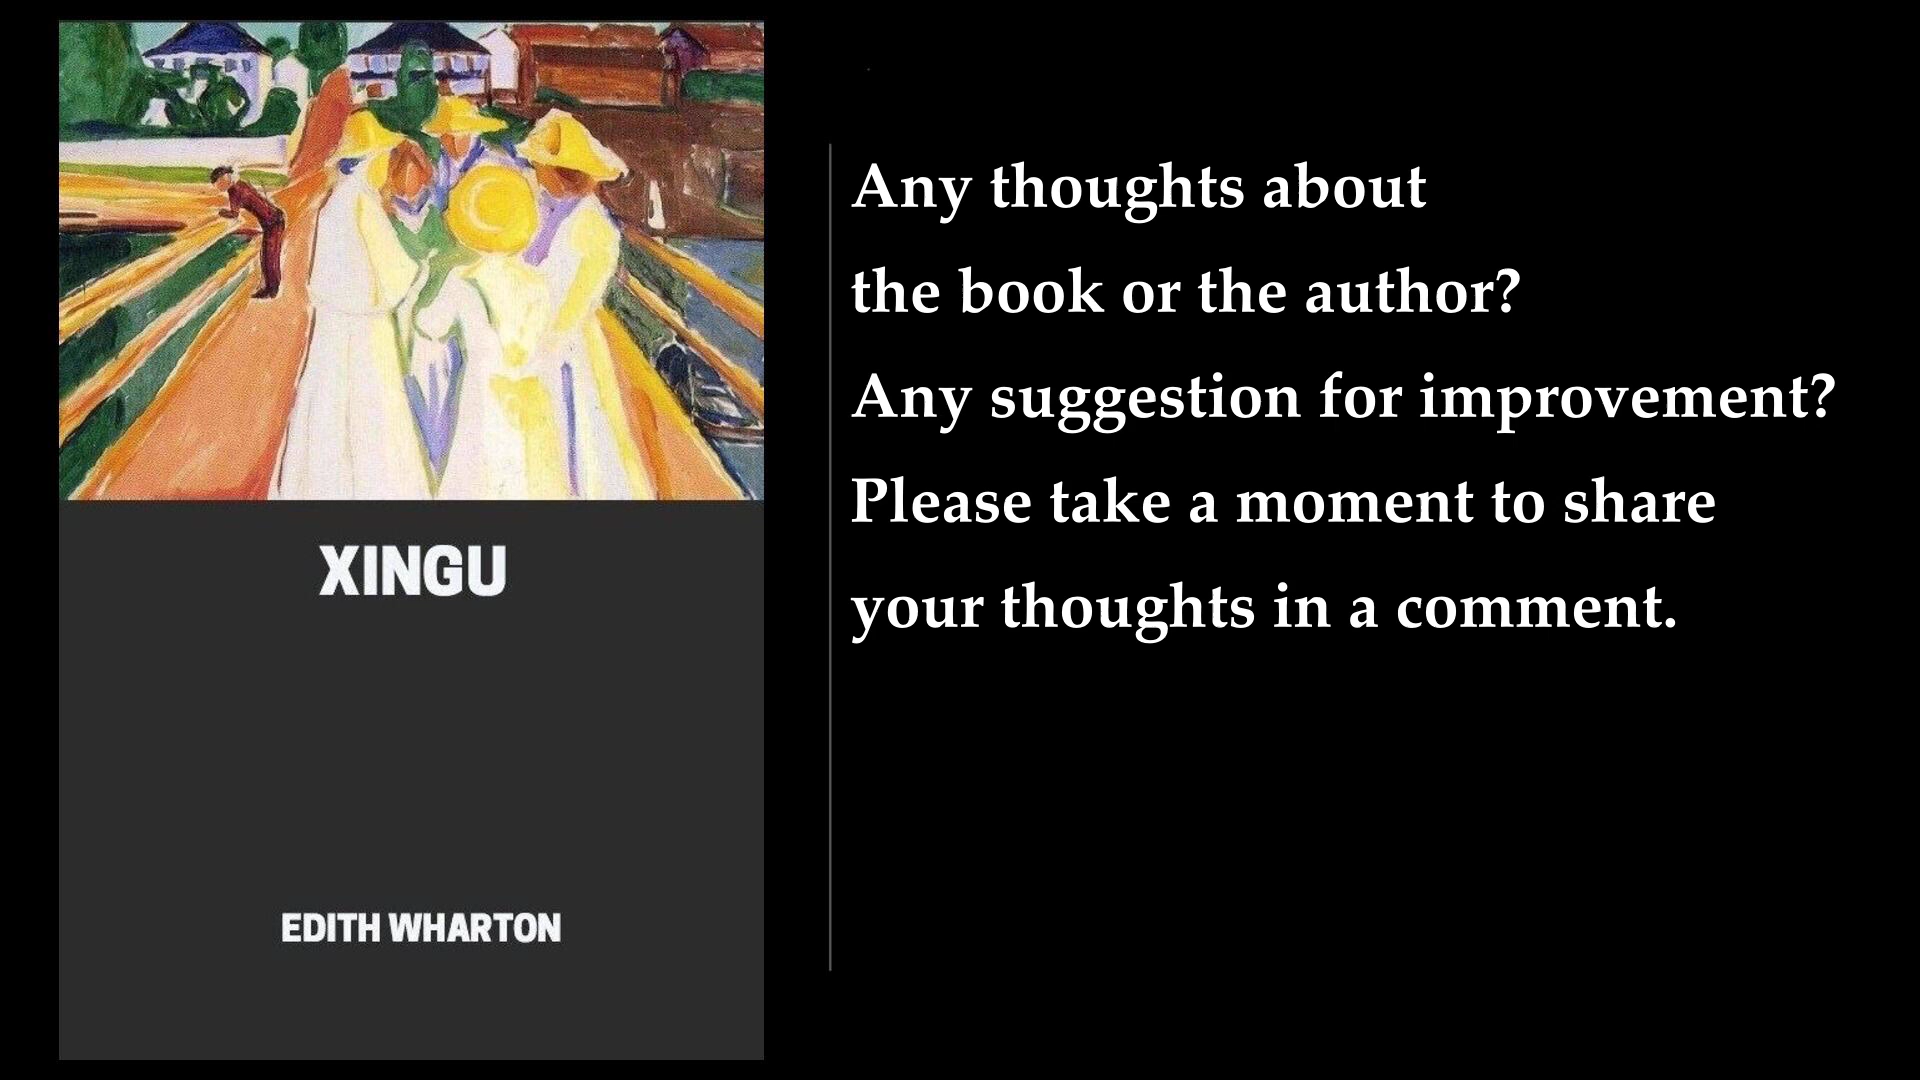 XINGU
EDITH WHARTON
Any thoughts about
the book or the author?
Any suggestion for improvement?
Please take a moment to share
your thoughts in a comment.